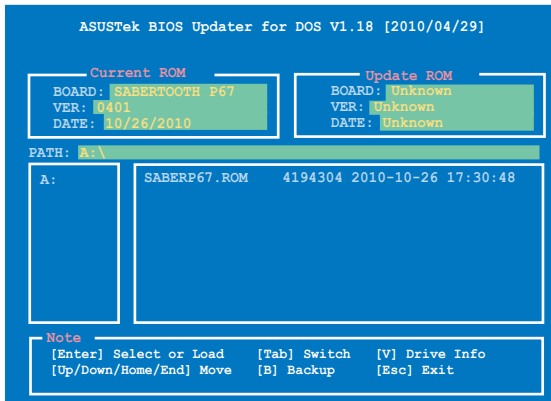 ASUSTek BIOS Updater for DOS V1.18 [2010/04/29]
Current ROM
BOARD: SABERTOOTH P67
VER: 0401
DATE: 10/26/2010
Update ROM
BOARD: Unknown
VER: Unknown
DATE: Unknown
PATH: A:\
A:
SABERP67.ROM 4194304 2010-10-26 17:30:48
Note
[Enter] Select or Load [Tab] Switch [V] Drive Info
[Up/Down/Home/End] Move [B] Backup [Esc] Exit